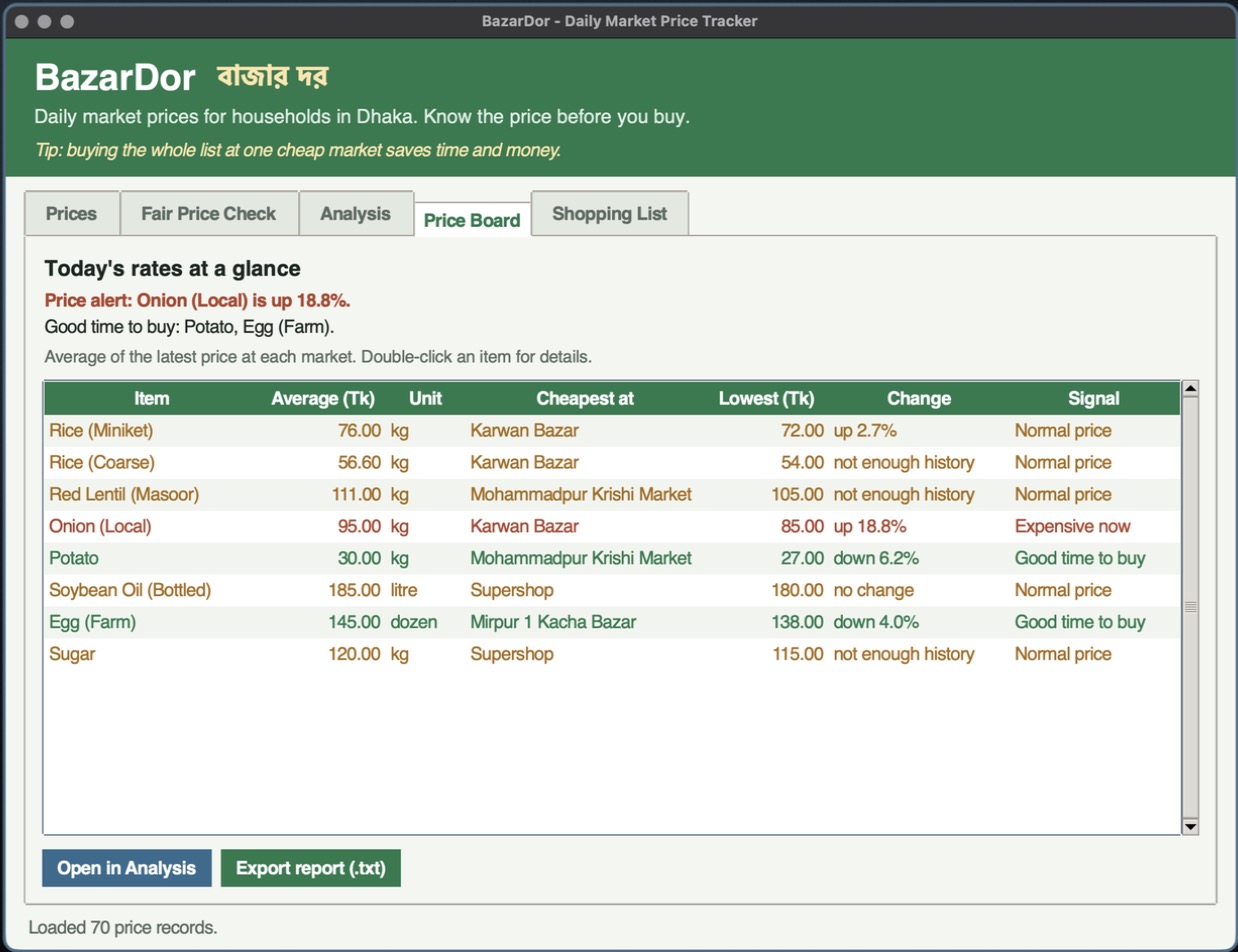 BazarDor - Daily Market Price Tracker
BazarDor বাজার দর
Daily market prices for households in Dhaka. Know the price before you buy.
Tip: buying the whole list at one cheap market saves time and money.
Prices Fair Price Check Analysis Price Board Shopping List
Today's rates at a glance
Price alert: Onion (Local) is up 18.8%.
Good time to buy: Potato, Egg (Farm).
Average of the latest price at each market. Double-click an item for details.
Item Average (Tk) Unit Cheapest at Lowest (Tk) Change Signal
Rice (Miniket) 76.00 kg Karwan Bazar 72.00 up 2.7% Normal price
Rice (Coarse) 56.60 kg Karwan Bazar 54.00 not enough history Normal price
Red Lentil (Masoor) 111.00 kg Mohammadpur Krishi Market 105.00 not enough history Normal price
Onion (Local) 95.00 kg Karwan Bazar 85.00 up 18.8% Expensive now
Potato 30.00 kg Mohammadpur Krishi Market 27.00 down 6.2% Good time to buy
Soybean Oil (Bottled) 185.00 litre Supershop 180.00 no change Normal price
Egg (Farm) 145.00 dozen Mirpur 1 Kacha Bazar 138.00 down 4.0% Good time to buy
Sugar 120.00 kg Supershop 115.00 not enough history Normal price
Open in Analysis Export report (.txt)
Loaded 70 price records.